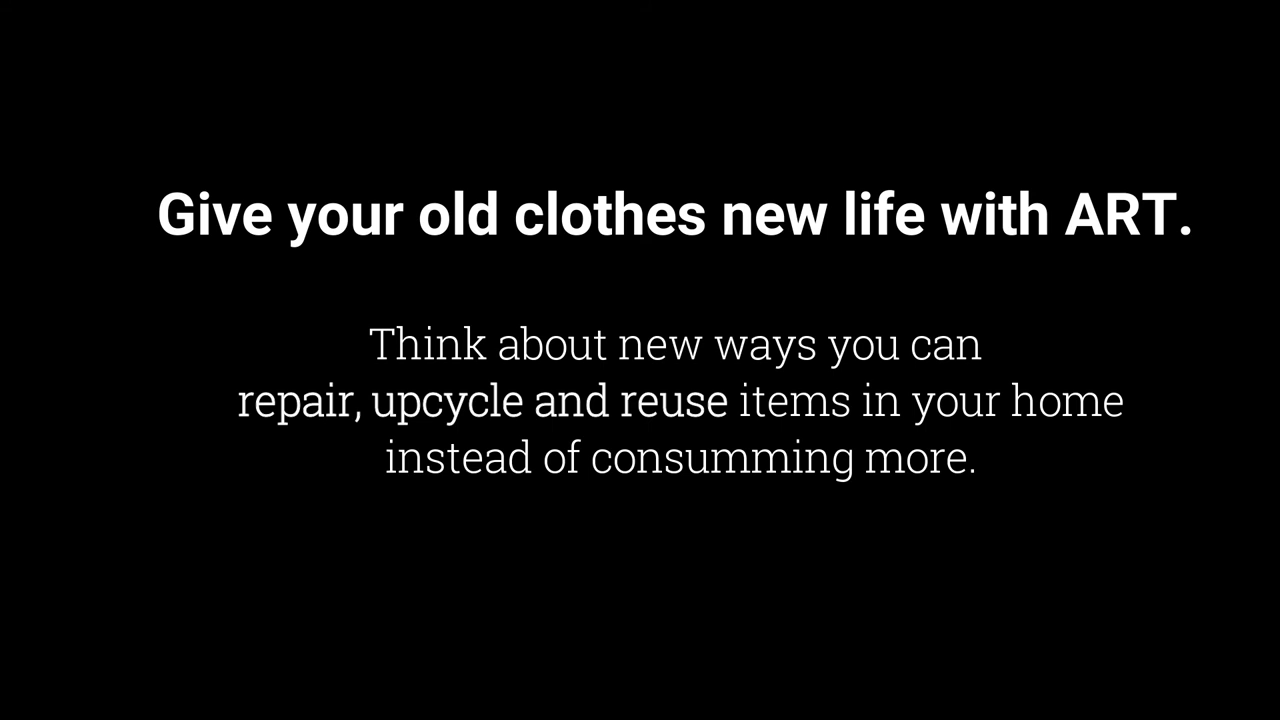 Give your old clothes new life with ART.
Think about new ways you can
repair, upcycle and reuse items in your home
instead of consumming more.